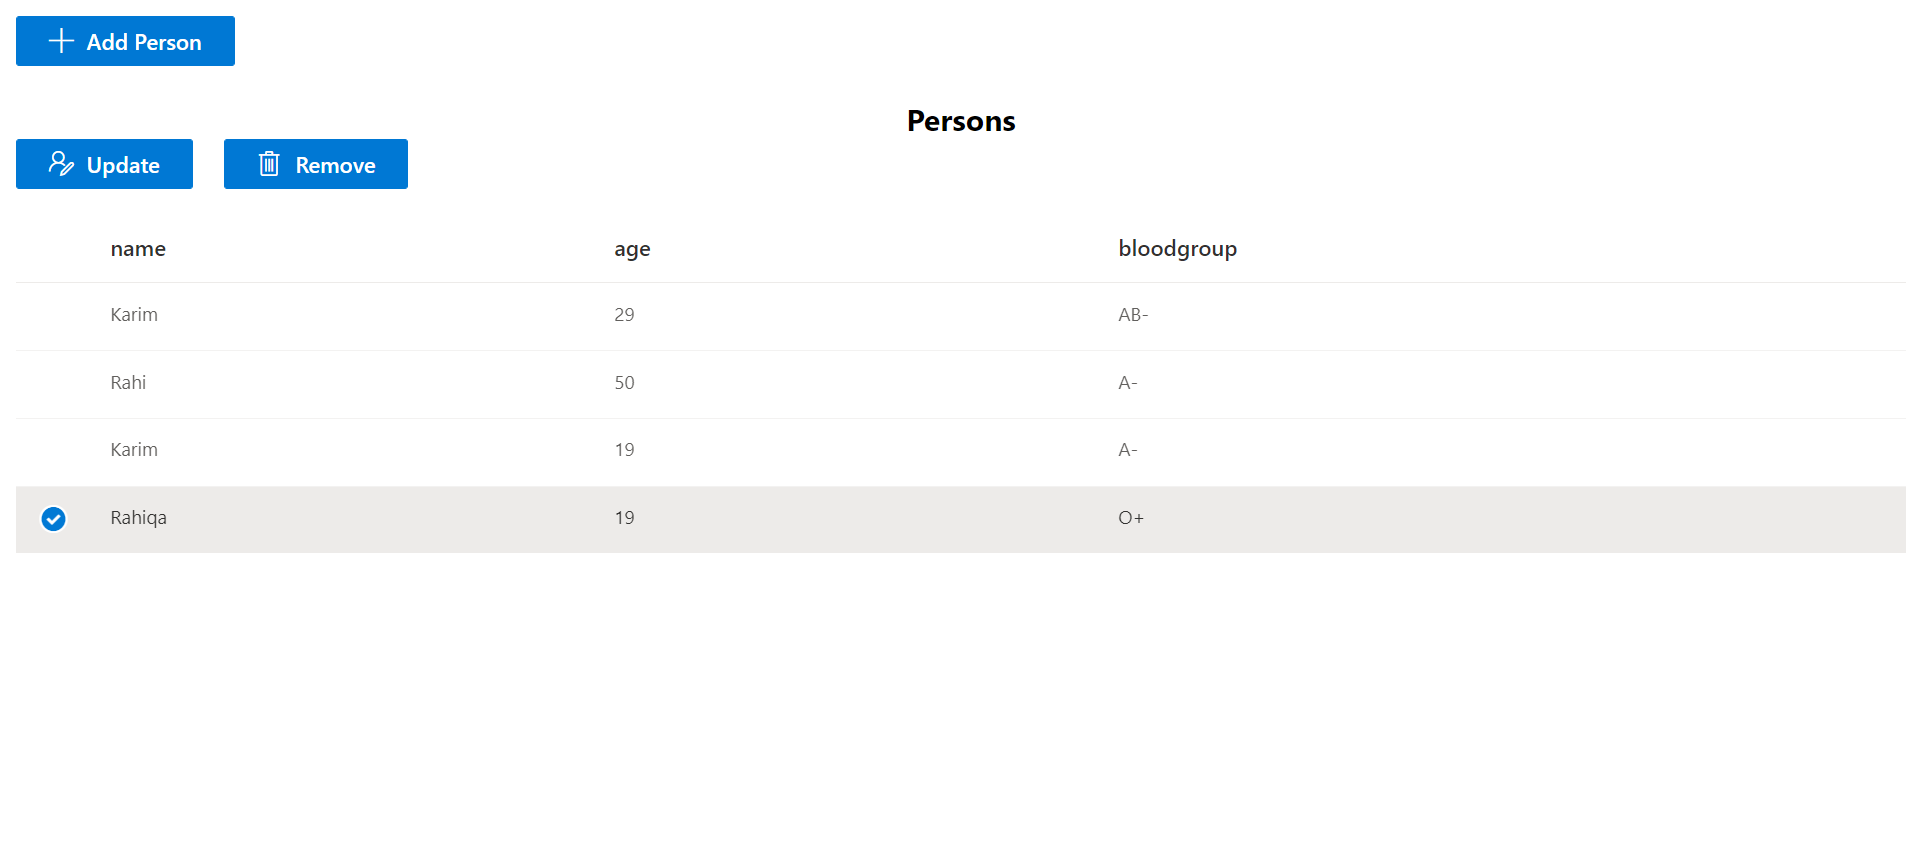 Add Person
Persons
Update Remove
name age bloodgroup
Karim 29 AB-
Rahi 50 A-
Karim 19 A-
Rahiqa 19 O+